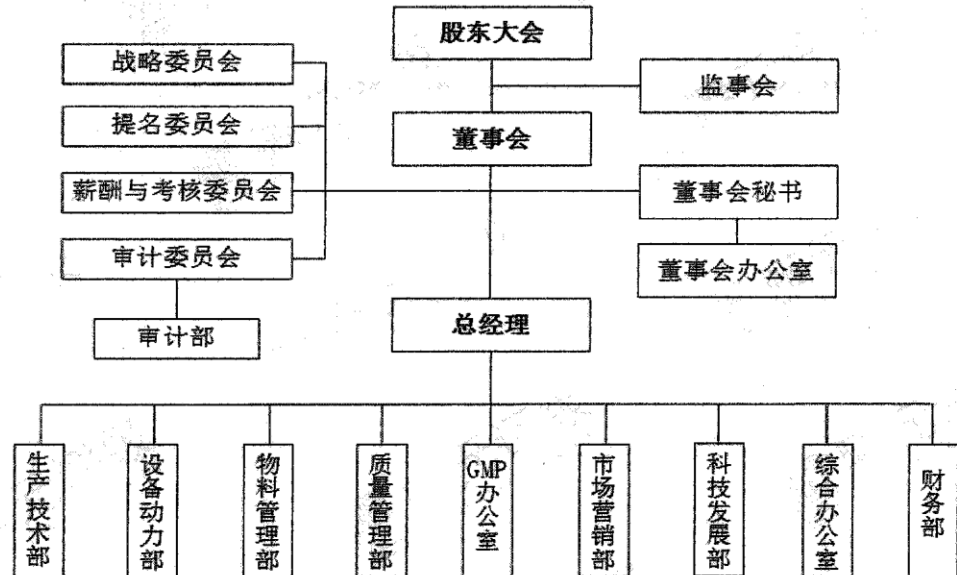 股东大会
战略委员会
监事会
提名委员会
董事会
薪酬与考核委员会
董事会秘书
审计委员会
董事会办公室
总经理
审计部
生产技术部
设备动力部
物料管理部
质量管理部
GMP办公室
市场营销部
科技发展部
综合办公室
财务部